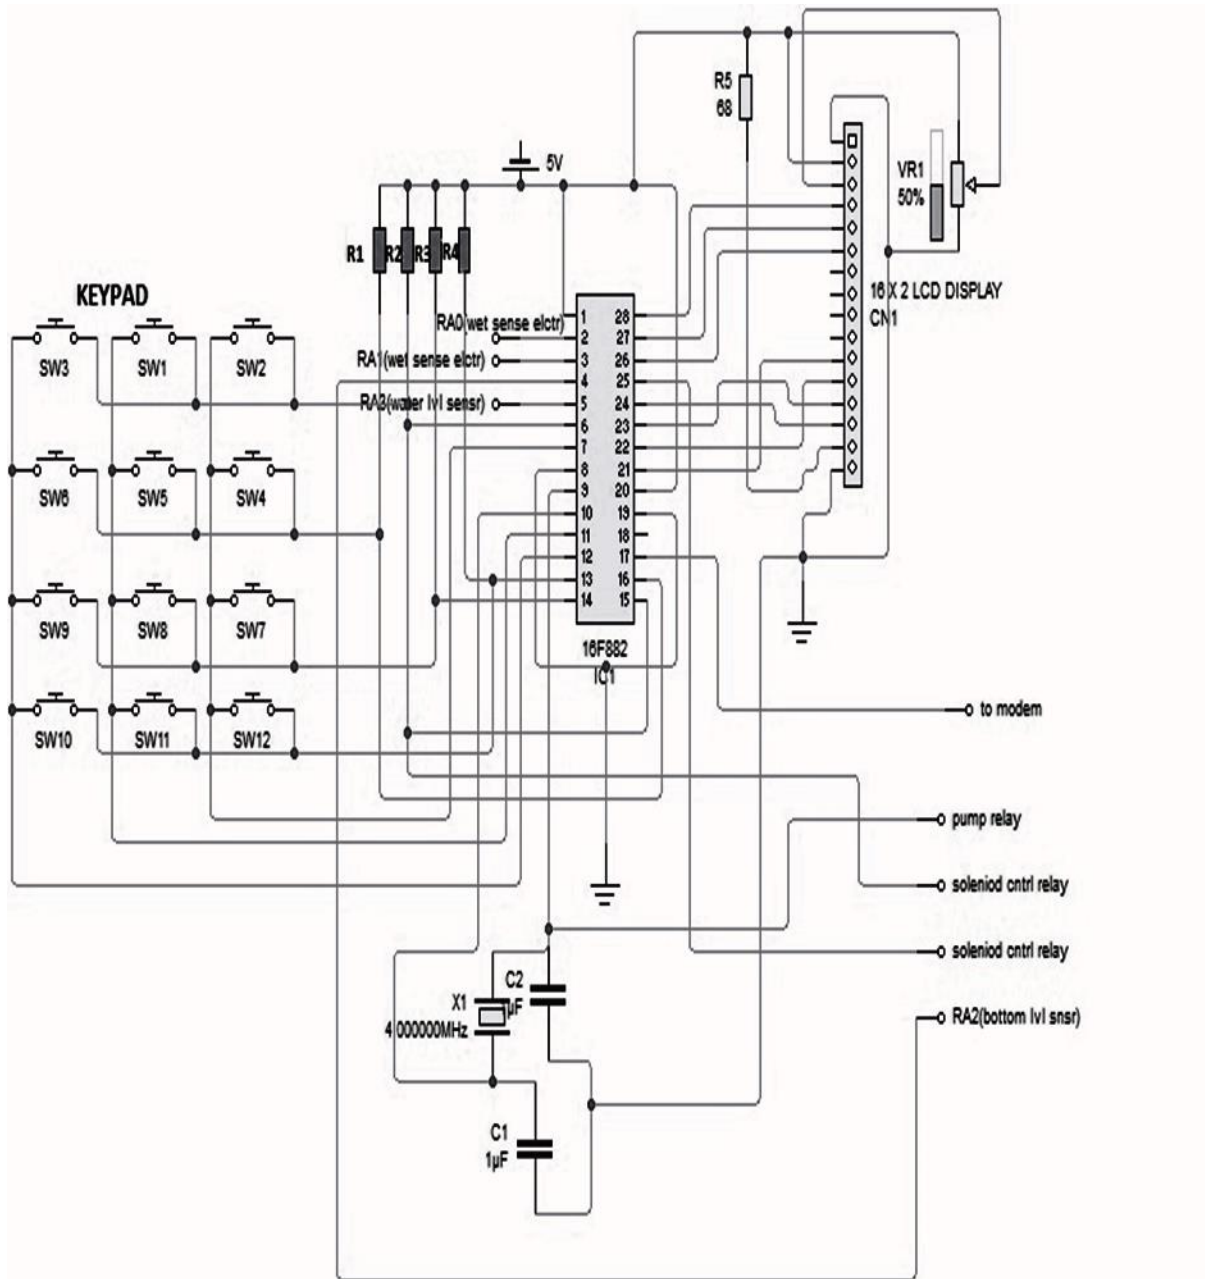 R5
68
5V
VR1
50%
R1
R2
R3
R4
KEYPAD
16 X 2 LCD DISPLAY
CN1
RA0(wet sense elctr)
RA1(wet sense elctr)
RA3(water lvl sensr)
SW3
SW1
SW2
SW6
SW5
SW4
SW9
SW8
SW7
SW10
SW11
SW12
1
28
2
27
3
26
4
25
5
24
6
23
7
22
8
21
9
20
10
19
11
18
12
17
13
16
14
15
16F882
IC1
to modem
pump relay
soleniod cntrl relay
soleniod cntrl relay
RA2(bottom lvl snsr)
C2
1µF
X1
4.000000MHz
C1
1µF